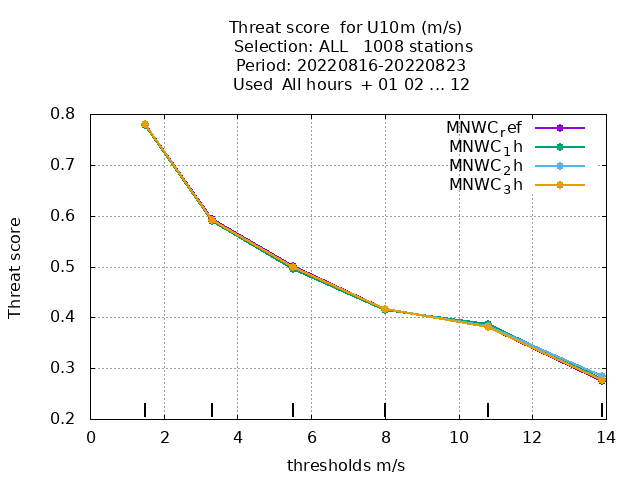 Threat score  for U10m (m/s)
Selection: ALL   1008 stations
Period: 20220816-20220823
Used  All hours  + 01 02 ... 12
MNWC_ref
MNWC_1h
MNWC_2h
MNWC_3h
0.8
0.7
0.6
0.5
0.4
0.3
0.2
Threat score
0 2 4 6 8 10 12 14
thresholds m/s